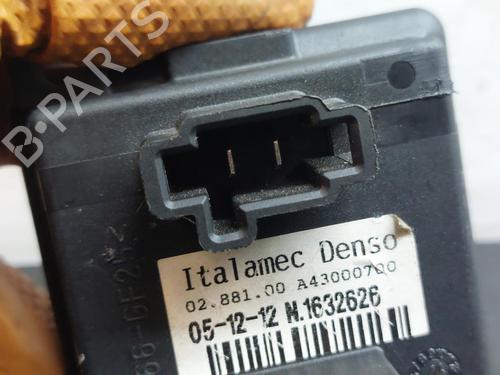 B-PARTS
Italamec Denso
02.881.00 A43000700
05-12-12 N.1632626